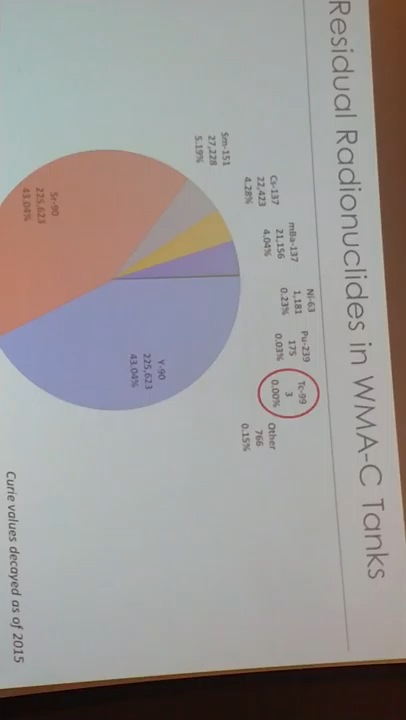 Residual Radionuclides in WMA-C Tanks
Sm-151
27,228
5.19%
Cs-137
22,423
4.28%
mBa-137
21,156
4.04%
Ni-63
1,181
0.23%
Pu-239
175
0.03%
Tc-99
3
0.00%
Other
766
0.15%
Sr-90
225,623
43.04%
Y-90
225,623
43.04%
Curie values decayed as of 2015